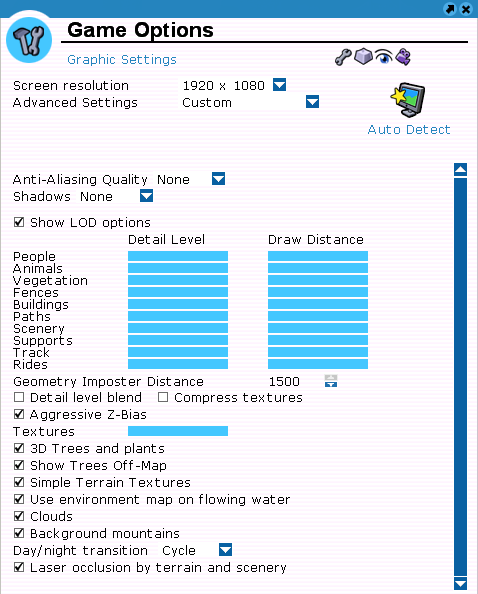 Game Options
Graphic Settings
Screen resolution 1920 x 1080
Advanced Settings Custom
Auto Detect
Anti-Aliasing Quality None
Shadows None
Show LOD options
Detail Level Draw Distance
People
Animals
Vegetation
Fences
Buildings
Paths
Scenery
Supports
Track
Rides
Geometry Imposter Distance 1500
Detail level blend Compress textures
Aggressive Z-Bias
Textures
3D Trees and plants
Show Trees Off-Map
Simple Terrain Textures
Use environment map on flowing water
Clouds
Background mountains
Day/night transition Cycle
Laser occlusion by terrain and scenery